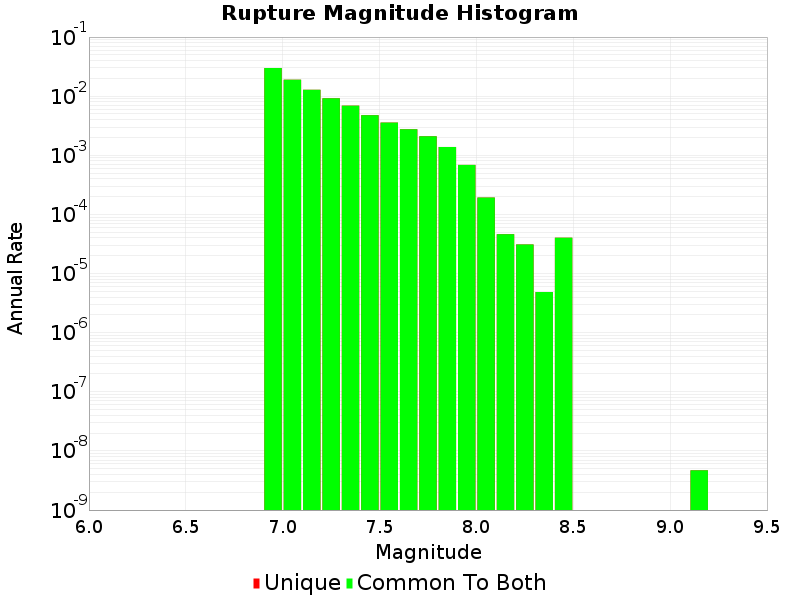 Rupture Magnitude Histogram
10-1
10-2
10-3
10-4
10-5
10-6
10-7
10-8
10-9
Annual Rate
6.0 6.5 7.0 7.5 8.0 8.5 9.0 9.5
Magnitude
Unique Common To Both